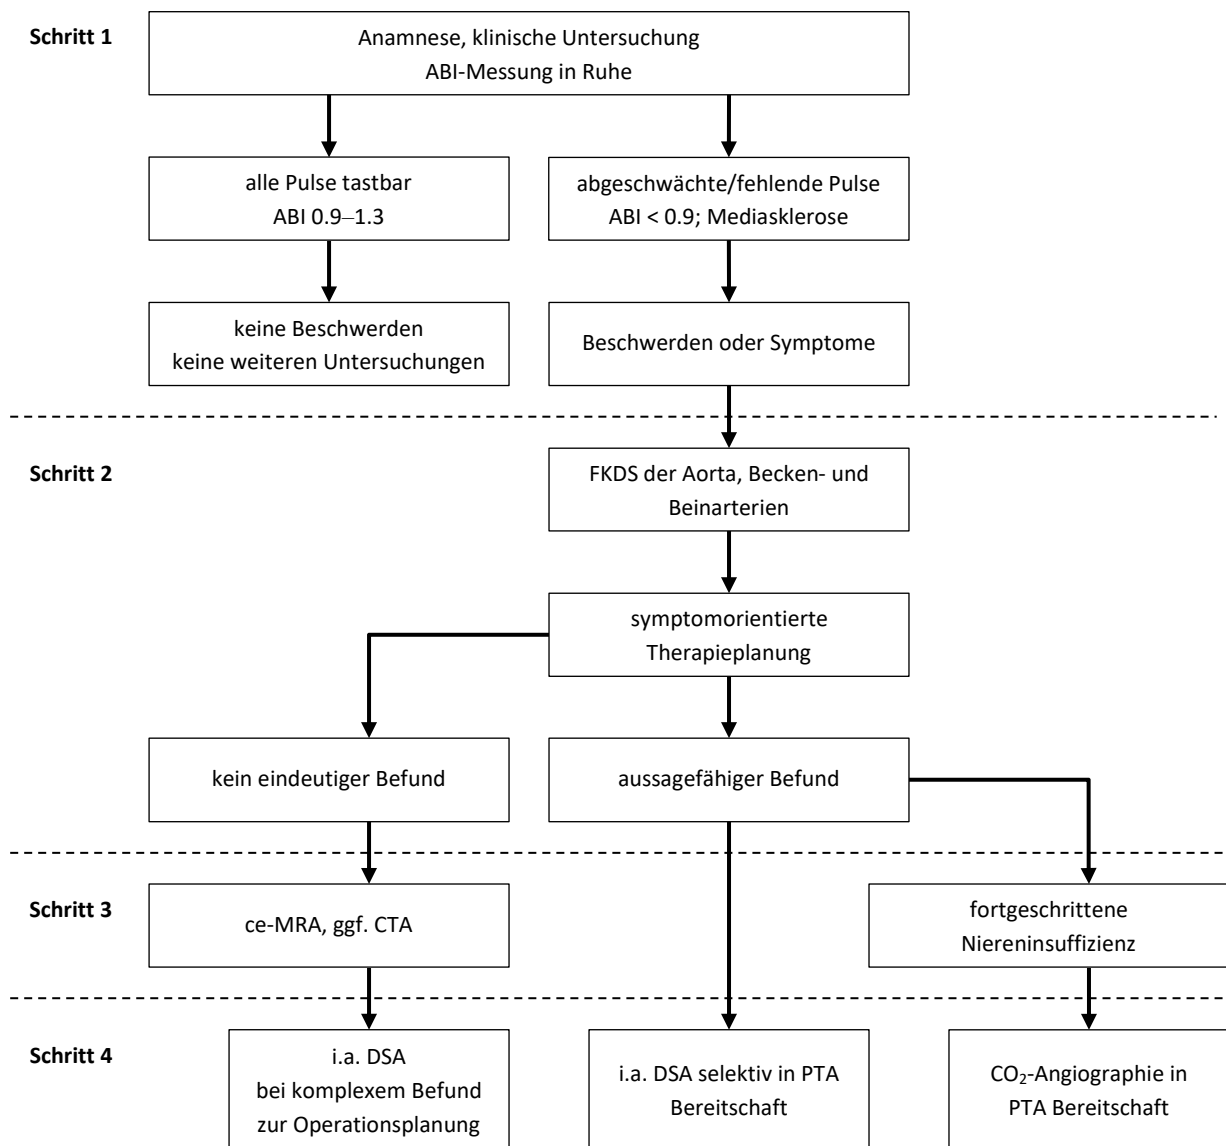 Schritt 1
Anamnese, klinische Untersuchung
ABI-Messung in Ruhe
alle Pulse tastbar
ABI 0.9–1.3
abgeschwächte/fehlende Pulse
ABI < 0.9; Mediasklerose
keine Beschwerden
keine weiteren Untersuchungen
Beschwerden oder Symptome
Schritt 2
FKDS der Aorta, Becken- und
Beinarterien
symptomorientierte
Therapieplanung
kein eindeutiger Befund
aussagefähiger Befund
Schritt 3
ce-MRA, ggf. CTA
fortgeschrittene
Niereninsuffizienz
Schritt 4
i.a. DSA
bei komplexem Befund
zur Operationsplanung
i.a. DSA selektiv in PTA
Bereitschaft
CO₂-Angiographie in
PTA Bereitschaft